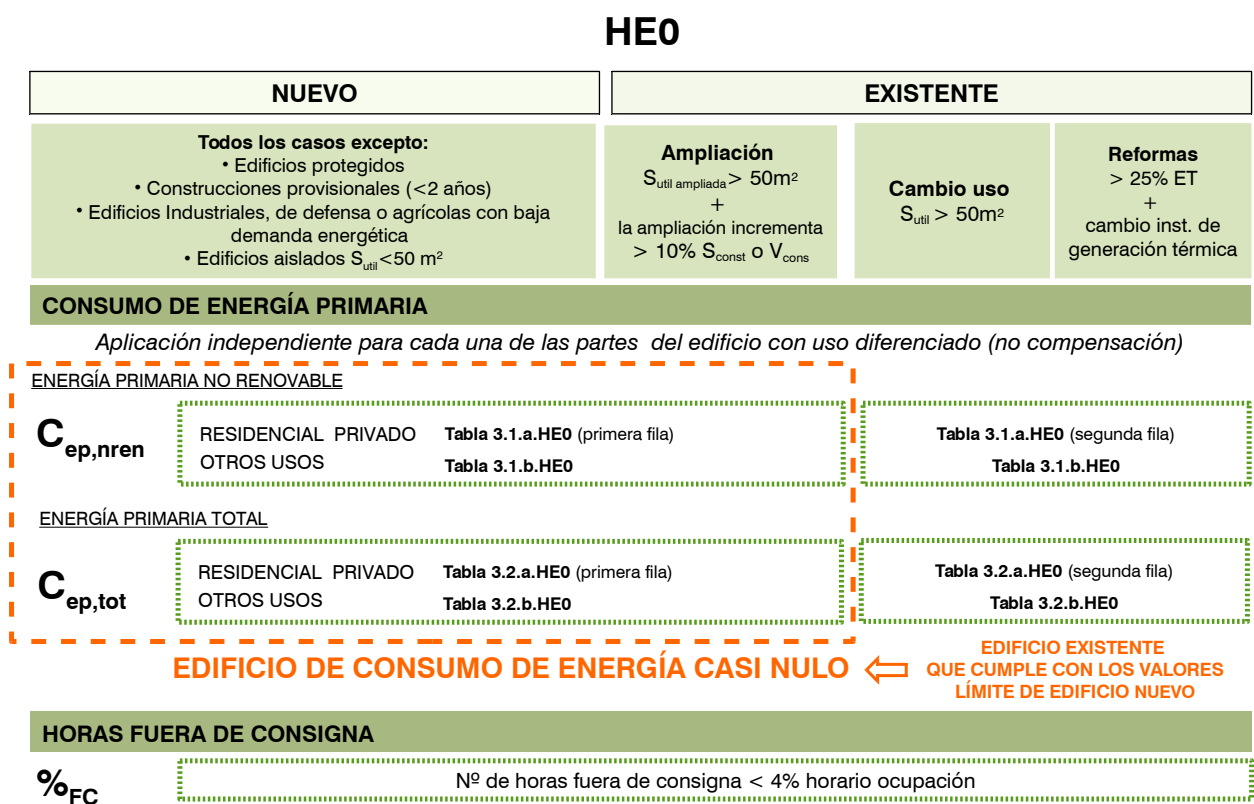 HE0
NUEVO
EXISTENTE
Todos los casos excepto:
• Edificios protegidos
• Construcciones provisionales (<2 años)
• Edificios Industriales, de defensa o agrícolas con baja
demanda energética
• Edificios aislados Sutil<50 m²
Ampliación
Sutil ampliada> 50m²
+
la ampliación incrementa
> 10% Sconst o Vcons
Cambio uso
Sutil > 50m²
Reformas
> 25% ET
+
cambio inst. de
generación térmica
CONSUMO DE ENERGÍA PRIMARIA
Aplicación independiente para cada una de las partes del edificio con uso diferenciado (no compensación)
ENERGÍA PRIMARIA NO RENOVABLE
Cep,nren
RESIDENCIAL PRIVADO Tabla 3.1.a.HE0 (primera fila)
OTROS USOS Tabla 3.1.b.HE0
Tabla 3.1.a.HE0 (segunda fila)
Tabla 3.1.b.HE0
ENERGÍA PRIMARIA TOTAL
Cep,tot
RESIDENCIAL PRIVADO Tabla 3.2.a.HE0 (primera fila)
OTROS USOS Tabla 3.2.b.HE0
Tabla 3.2.a.HE0 (segunda fila)
Tabla 3.2.b.HE0
EDIFICIO DE CONSUMO DE ENERGÍA CASI NULO
EDIFICIO EXISTENTE
QUE CUMPLE CON LOS VALORES
LÍMITE DE EDIFICIO NUEVO
HORAS FUERA DE CONSIGNA
%FC
Nº de horas fuera de consigna < 4% horario ocupación